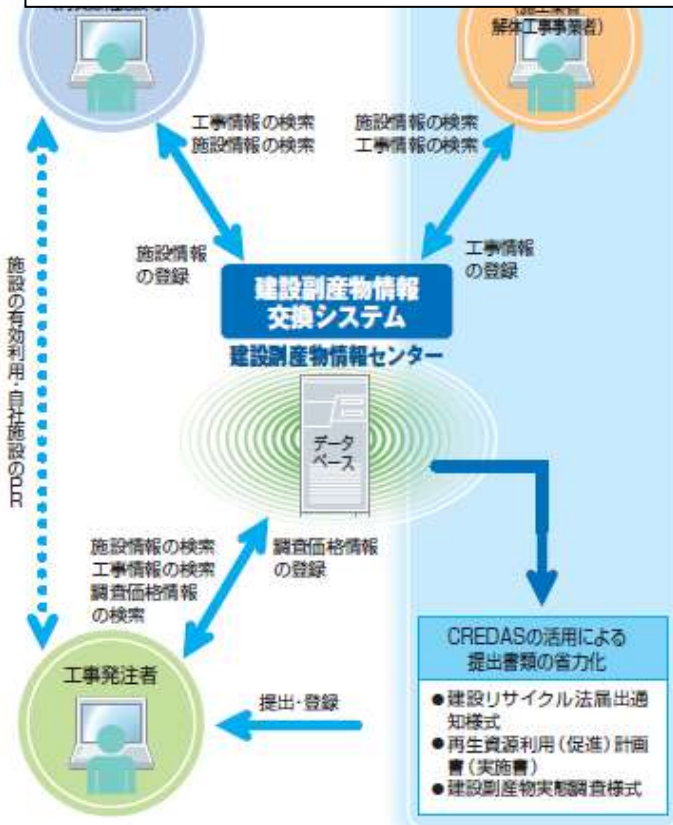 解体工事事業者)
工事情報の検索
施設情報の検索
施設情報の検索
工事情報の検索
施設情報
の登録
工事情報
の登録
建設副産物情報
交換システム
建設副産物情報センター
データ
ベース
施設の有効利用・自社施設のPR
施設情報の検索
工事情報の検索
調査価格情報
の検索
調査価格情報
の登録
工事発注者
提出・登録
CREDASの活用による
提出書類の省力化
●建設リサイクル法届出通
知様式
●再生資源利用(促進)計画
書(実施書)
●建設副産物実態調査様式